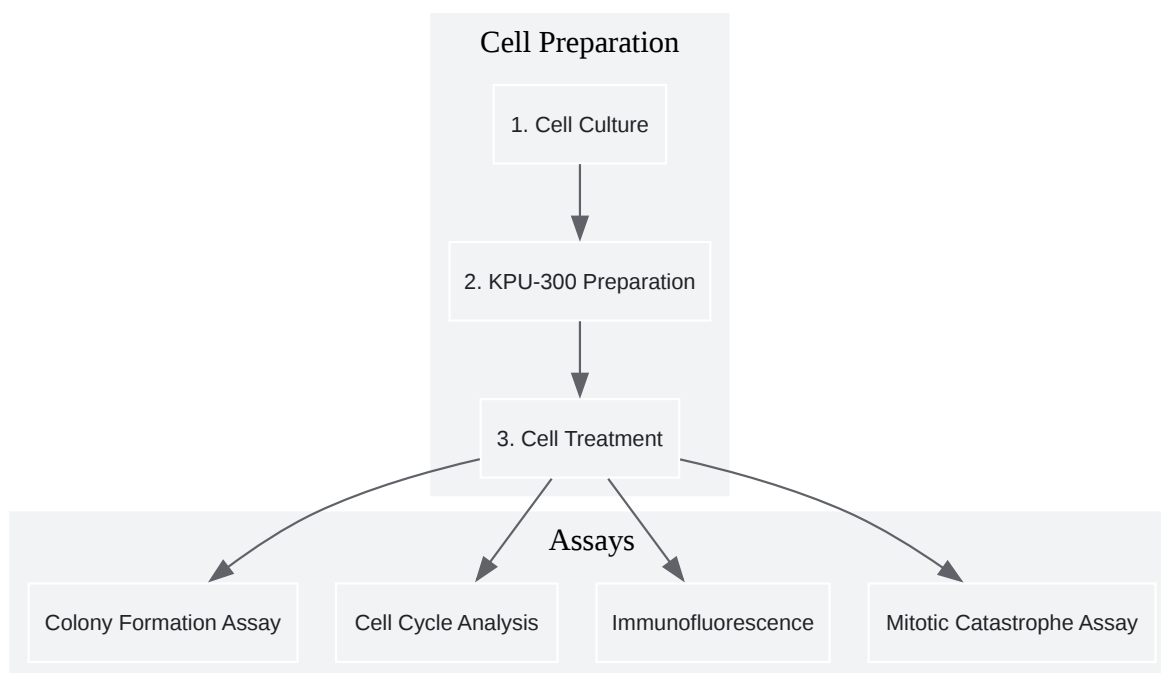 Cell Preparation
1. Cell Culture
2. KPU-300 Preparation
3. Cell Treatment
Assays
Colony Formation Assay
Cell Cycle Analysis
Immunofluorescence
Mitotic Catastrophe Assay